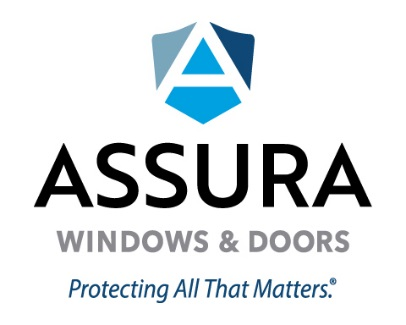 ASSURA
WINDOWS & DOORS
Protecting All That Matters.®